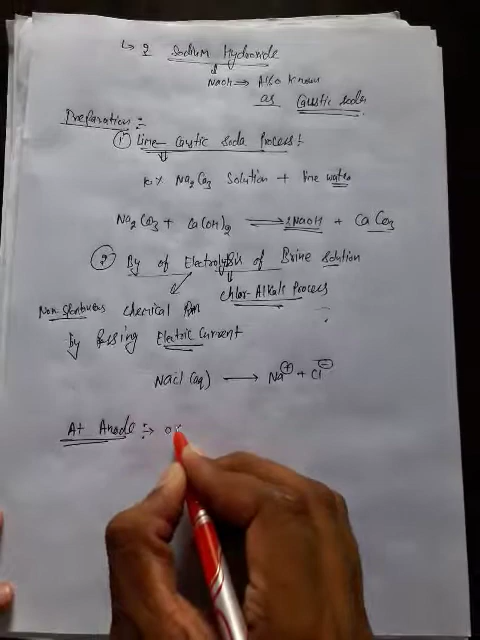 ↳ 2 Sodium Hydroxide
NaOH → Also known
as Caustic Soda
Preparation:-
① Lime- Caustic Soda Process:
10% Na2CO3 Solution + lime water
Na2CO3 + Ca(OH)2 ⇌ 2NaOH + CaCO3
② By of Electrolysis of Brine solution
Chlor-Alkali Process
Non Spontenous chemical Rxn
By Passing Electric Current
NaCl (aq) → Na⊕ + Cl⊖
At Anode :→ o